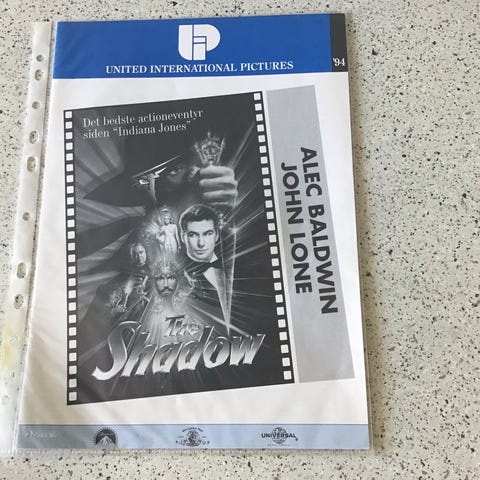 UNITED INTERNATIONAL PICTURES
'94
Det bedste actioneventyr
siden "Indiana Jones"
ALEC BALDWIN
JOHN LONE
The
Shadow
UNIVERSAL